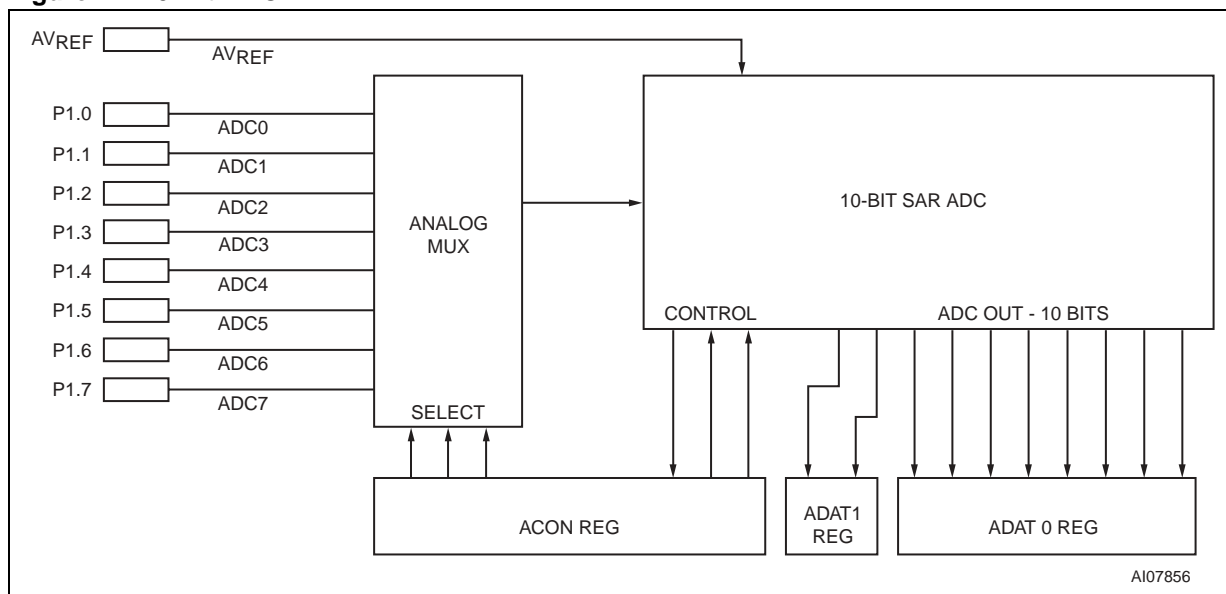 AVREF
AVREF
P1.0
ADC0
P1.1
ADC1
P1.2
ADC2
P1.3
ADC3
P1.4
ADC4
P1.5
ADC5
P1.6
ADC6
P1.7
ADC7
ANALOG
MUX
SELECT
10-BIT SAR ADC
CONTROL
ADC OUT - 10 BITS
ACON REG
ADAT1
REG
ADAT 0 REG
AI07856